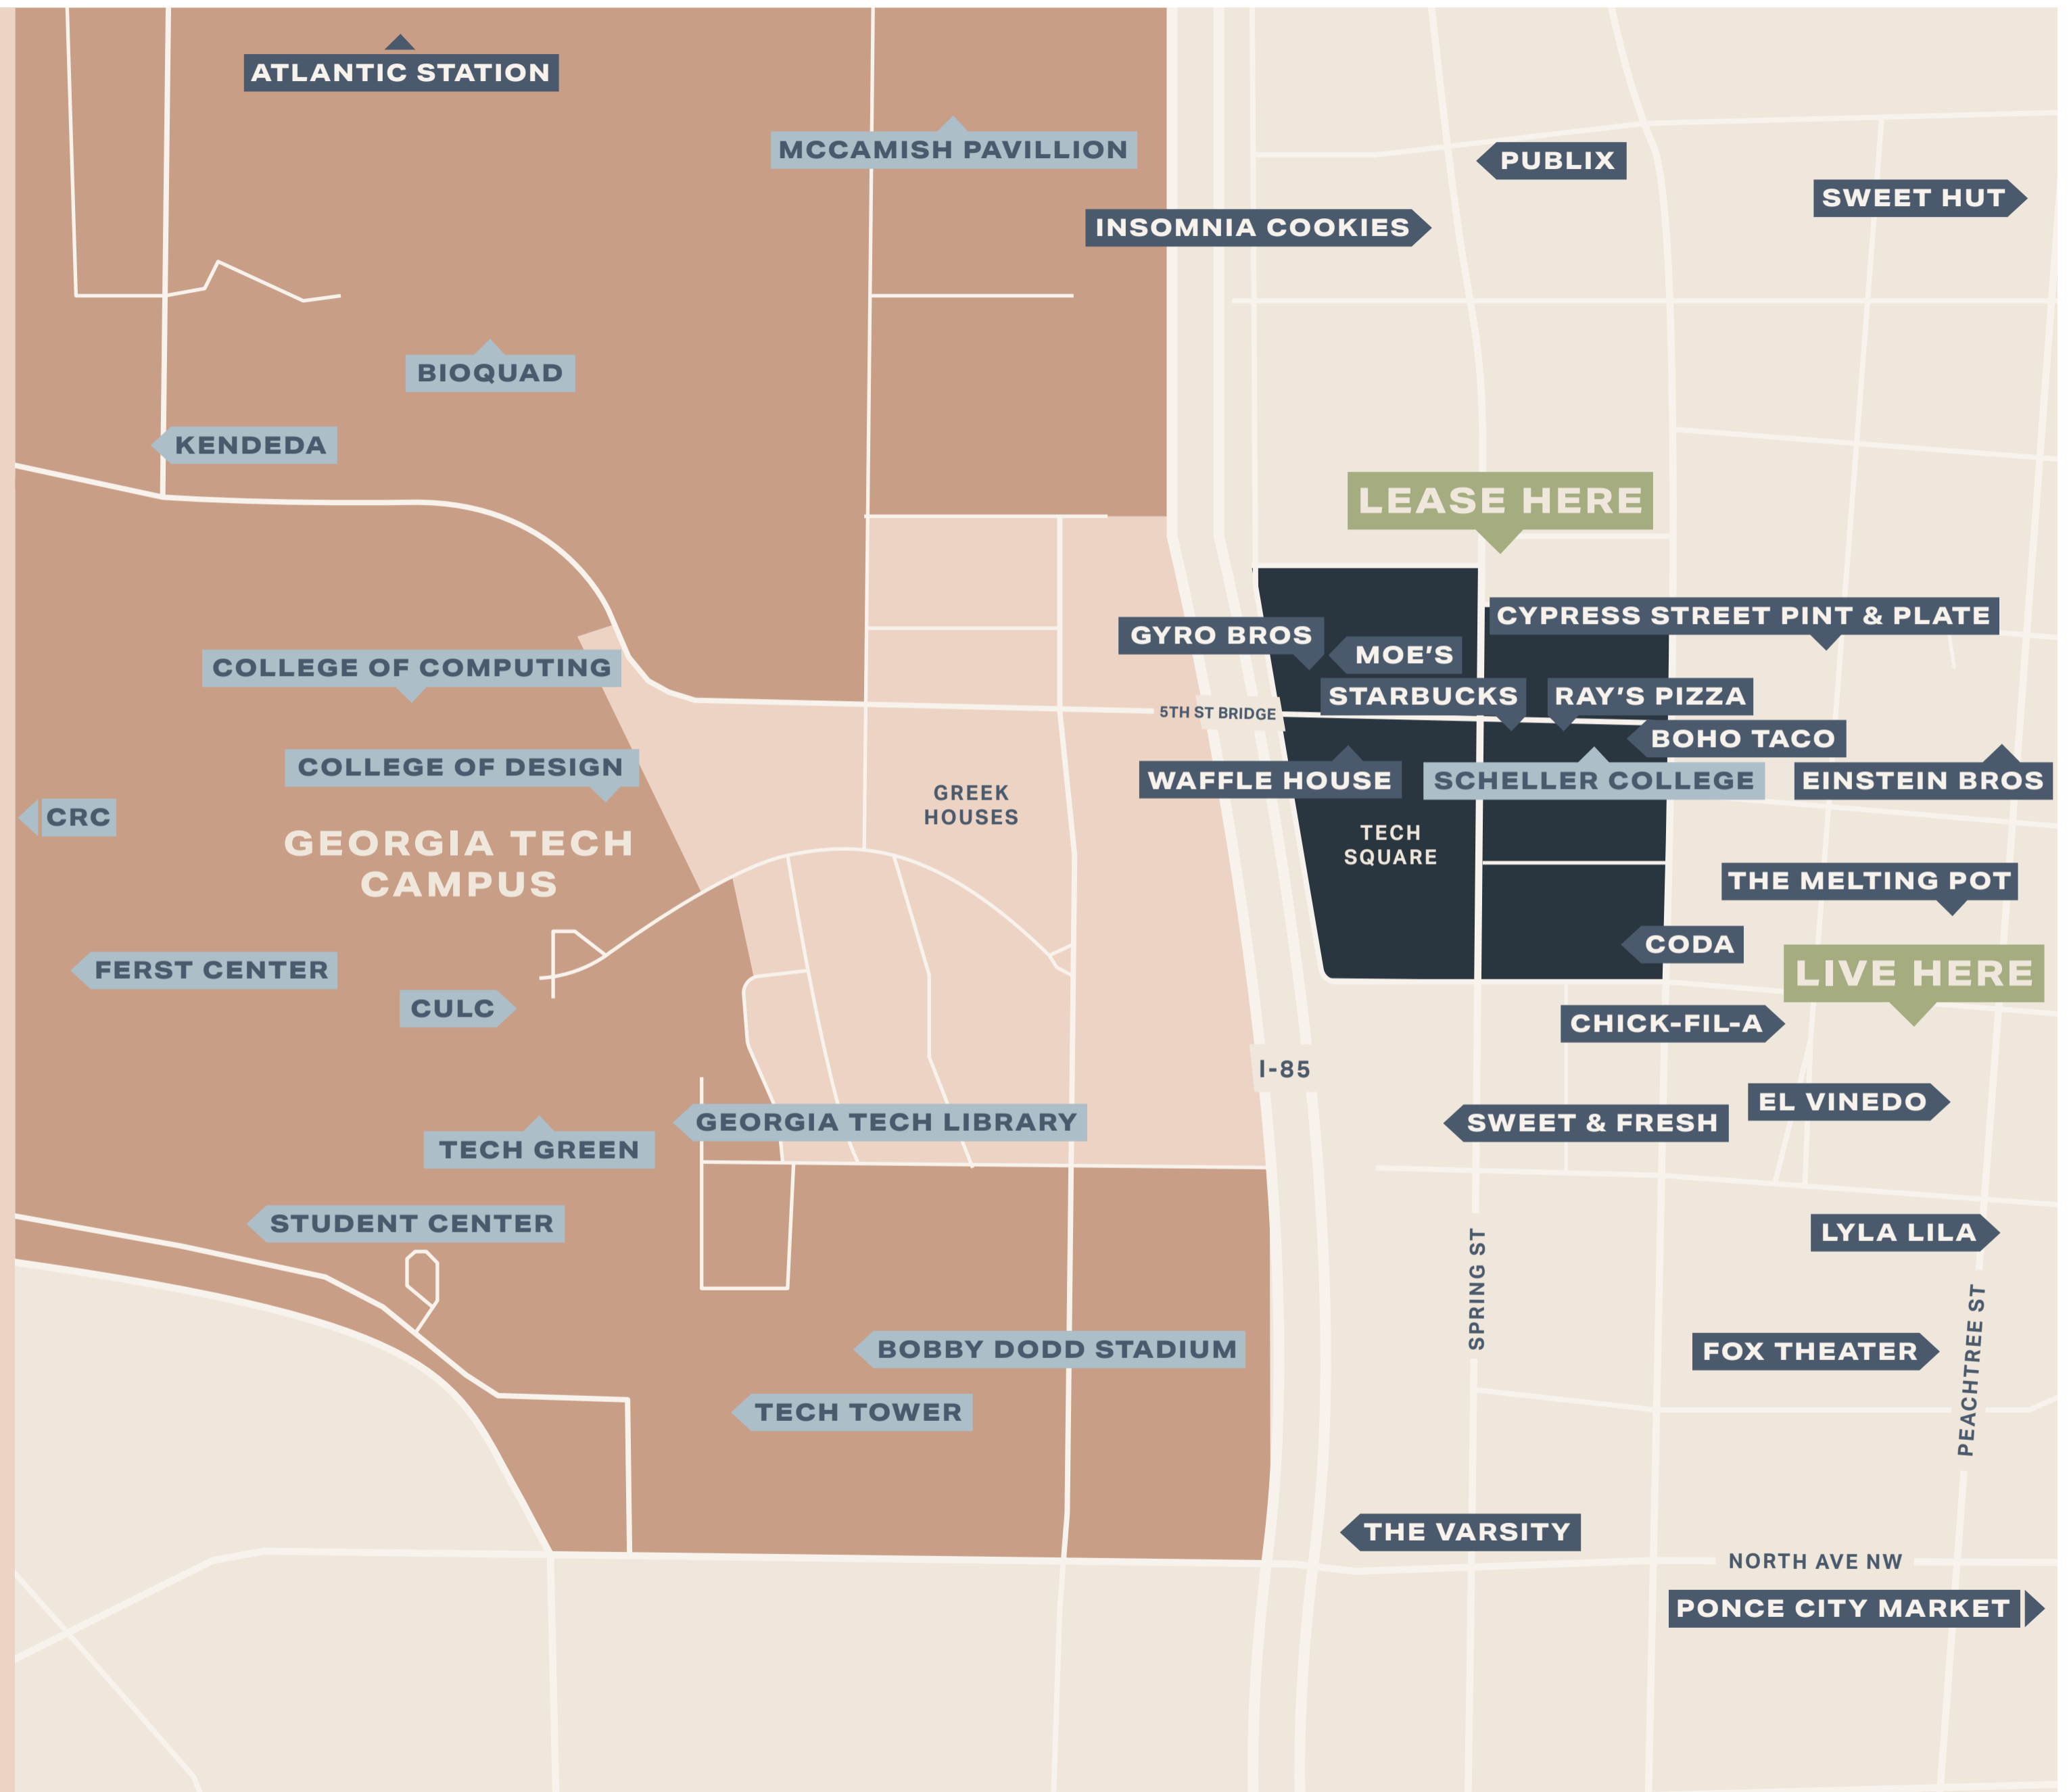 ATLANTIC STATION
MCCAMISH PAVILLION
PUBLIX
SWEET HUT
INSOMNIA COOKIES
BIOQUAD
KENDEDA
LEASE HERE
CYPRESS STREET PINT & PLATE
GYRO BROS
MOE'S
COLLEGE OF COMPUTING
STARBUCKS
RAY'S PIZZA
5TH ST BRIDGE
BOHO TACO
COLLEGE OF DESIGN
WAFFLE HOUSE
SCHELLER COLLEGE
EINSTEIN BROS
GREEK
HOUSES
CRC
GEORGIA TECH
CAMPUS
TECH
SQUARE
THE MELTING POT
CODA
FERST CENTER
LIVE HERE
CULC
CHICK-FIL-A
I-85
EL VINEDO
GEORGIA TECH LIBRARY
SWEET & FRESH
TECH GREEN
STUDENT CENTER
LYLA LILA
SPRING ST
BOBBY DODD STADIUM
FOX THEATER
PEACHTREE ST
TECH TOWER
THE VARSITY
NORTH AVE NW
PONCE CITY MARKET